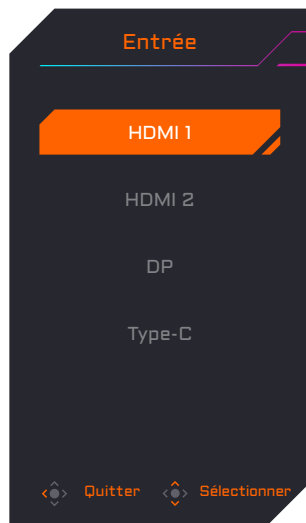 Entrée
HDMI 1
HDMI 2
DP
Type-C
Quitter Sélectionner